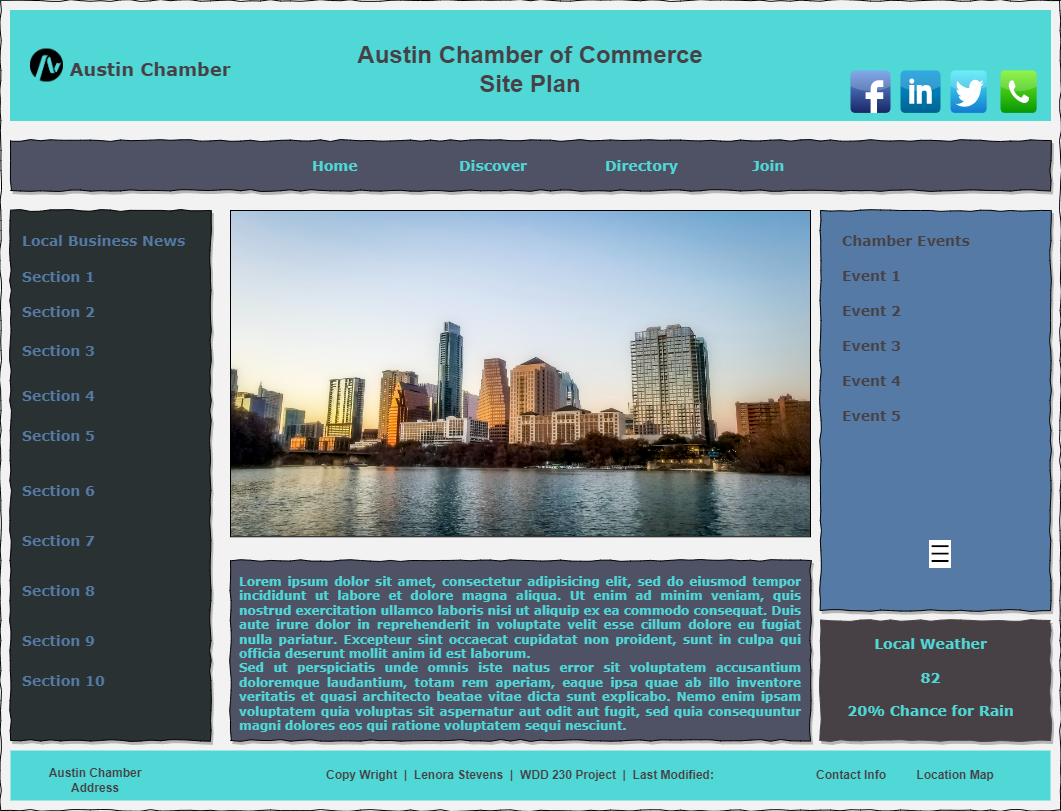 Austin Chamber
Austin Chamber of Commerce
Site Plan
Home
Discover
Directory
Join
Local Business News
Section 1
Section 2
Section 3
Section 4
Section 5
Section 6
Section 7
Section 8
Section 9
Section 10
Lorem ipsum dolor sit amet, consectetur adipisicing elit, sed do eiusmod tempor
incididunt ut labore et dolore magna aliqua. Ut enim ad minim veniam, quis
nostrud exercitation ullamco laboris nisi ut aliquip ex ea commodo consequat. Duis
aute irure dolor in reprehenderit in voluptate velit esse cillum dolore eu fugiat
nulla pariatur. Excepteur sint occaecat cupidatat non proident, sunt in culpa qui
officia deserunt mollit anim id est laborum.
Sed ut perspiciatis unde omnis iste natus error sit voluptatem accusantium
doloremque laudantium, totam rem aperiam, eaque ipsa quae ab illo inventore
veritatis et quasi architecto beatae vitae dicta sunt explicabo. Nemo enim ipsam
voluptatem quia voluptas sit aspernatur aut odit aut fugit, sed quia consequuntur
magni dolores eos qui ratione voluptatem sequi nesciunt.
Chamber Events
Event 1
Event 2
Event 3
Event 4
Event 5
Local Weather
82
20% Chance for Rain
Austin Chamber
Address
Copy Wright | Lenora Stevens | WDD 230 Project | Last Modified:
Contact Info
Location Map